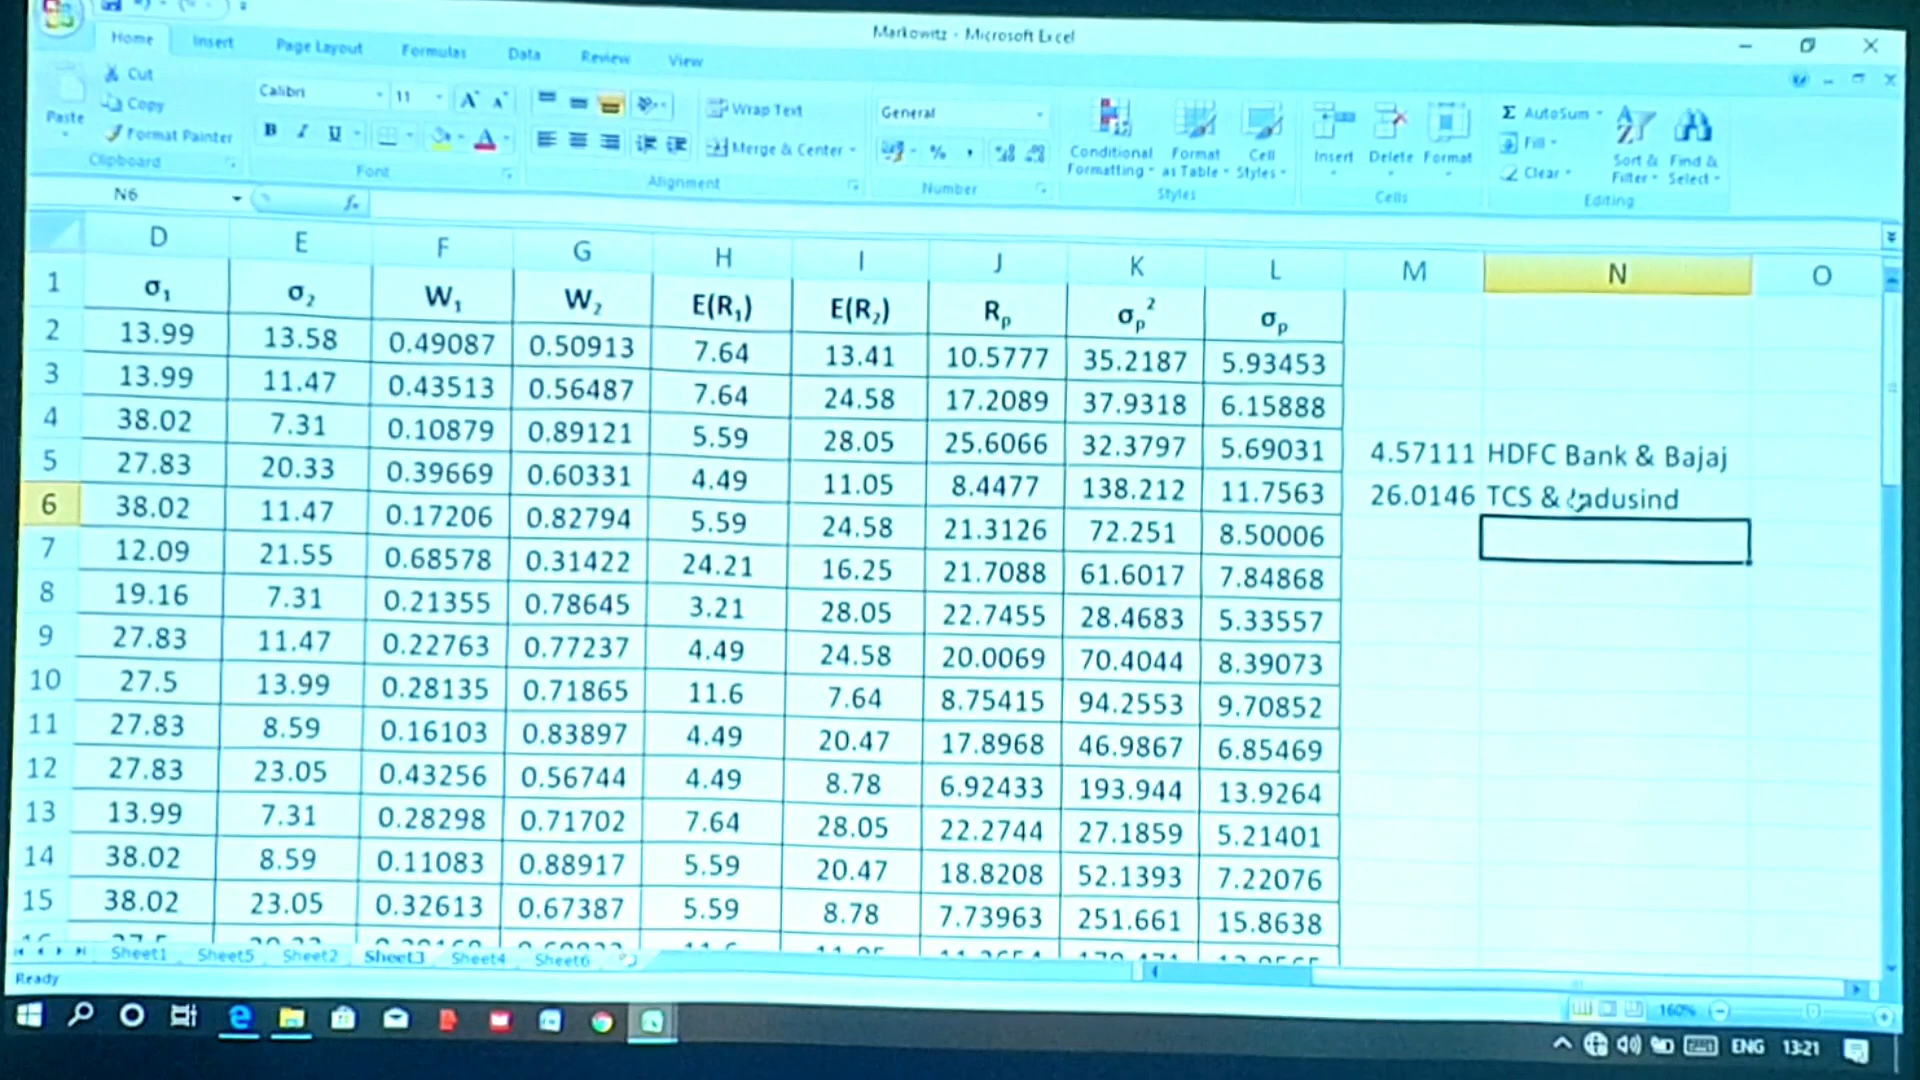 Markowitz - Microsoft Excel
Home Insert Page Layout Formulas Data Review View
Paste Cut Copy Format Painter Clipboard
Calibri 11 B I U Font
Wrap Text Merge & Center Alignment
General % , Number
Conditional Formatting Format as Table Cell Styles Styles
Insert Delete Format Cells
Σ AutoSum Fill Clear Sort & Filter Find & Select Editing
N6 fx
D E F G H I J K L M N O
1 σ₁ σ₂ W₁ W₂ E(R₁) E(R₂) Rₚ σₚ² σₚ
2 13.99 13.58 0.49087 0.50913 7.64 13.41 10.5777 35.2187 5.93453
3 13.99 11.47 0.43513 0.56487 7.64 24.58 17.2089 37.9318 6.15888
4 38.02 7.31 0.10879 0.89121 5.59 28.05 25.6066 32.3797 5.69031 4.57111 HDFC Bank & Bajaj
5 27.83 20.33 0.39669 0.60331 4.49 11.05 8.4477 138.212 11.7563 26.0146 TCS &
6 38.02 11.47 0.17206 0.82794 5.59 24.58 21.3126 72.251 8.50006
7 12.09 21.55 0.68578 0.31422 24.21 16.25 21.7088 61.6017 7.84868
8 19.16 7.31 0.21355 0.78645 3.21 28.05 22.7455 28.4683 5.33557
9 27.83 11.47 0.22763 0.77237 4.49 24.58 20.0069 70.4044 8.39073
10 27.5 13.99 0.28135 0.71865 11.6 7.64 8.75415 94.2553 9.70852
11 27.83 8.59 0.16103 0.83897 4.49 20.47 17.8968 46.9867 6.85469
12 27.83 23.05 0.43256 0.56744 4.49 8.78 6.92433 193.944 13.9264
13 13.99 7.31 0.28298 0.71702 7.64 28.05 22.2744 27.1859 5.21401
14 38.02 8.59 0.11083 0.88917 5.59 20.47 18.8208 52.1393 7.22076
15 38.02 23.05 0.32613 0.67387 5.59 8.78 7.73963 251.661 15.8638
Sheet1 Sheet5 Sheet2 Sheet3 Sheet4 Sheet6
Ready 160%
ENG 13:21